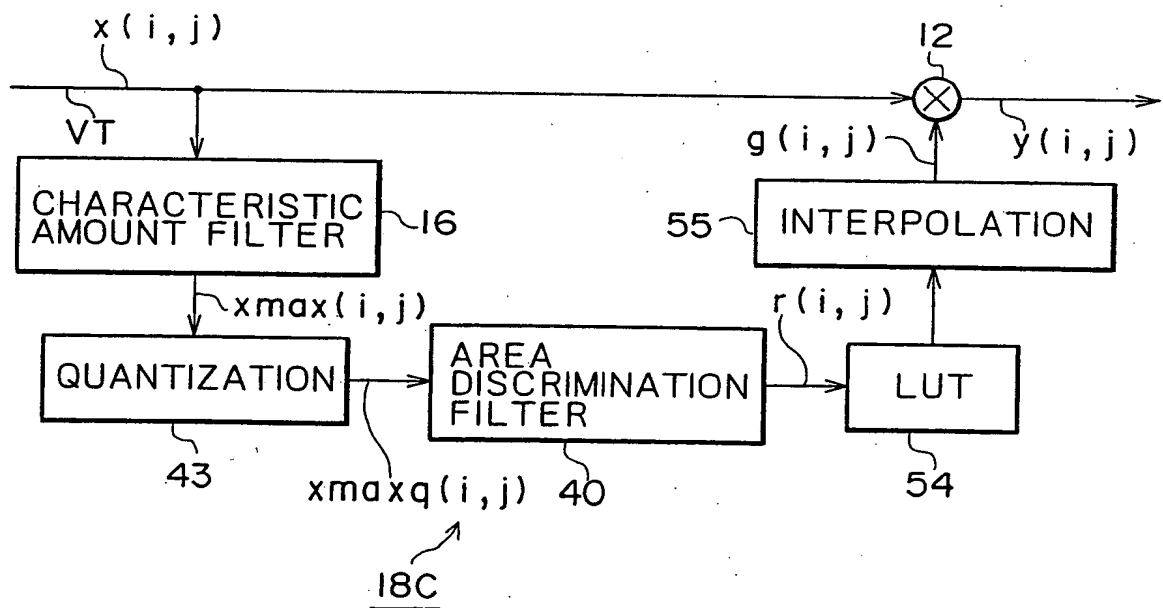 x(i,j)
12
VT
g(i,j)
y(i,j)
CHARACTERISTIC
AMOUNT FILTER
16
55
INTERPOLATION
xmax(i,j)
r(i,j)
QUANTIZATION
AREA
DISCRIMINATION
FILTER
LUT
43
xmaxq(i,j)
40
54
18C